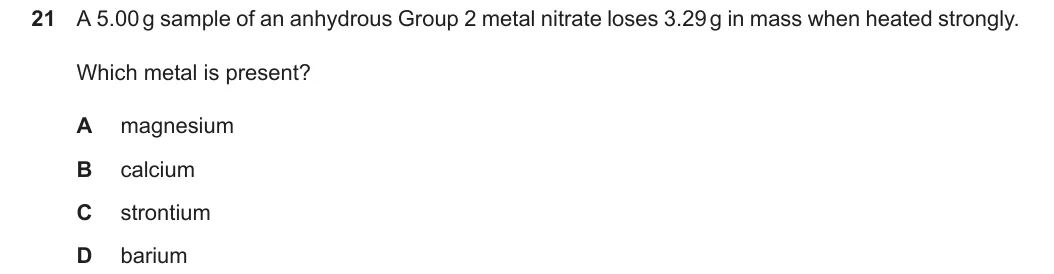 21 A 5.00 g sample of an anhydrous Group 2 metal nitrate loses 3.29 g in mass when heated strongly.
Which metal is present?
A magnesium
B calcium
C strontium
D barium